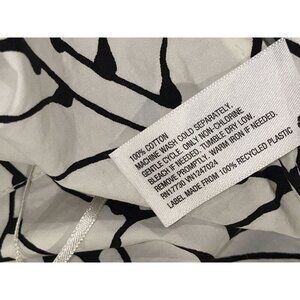 100% COTTON
MACHINE WASH COLD SEPARATELY,
GENTLE CYCLE. ONLY NON-CHLORINE
BLEACH IF NEEDED. TUMBLE DRY LOW.
REMOVE PROMPTLY. WARM IRON IF NEEDED.
RN17730 VN1247024
LABEL MADE FROM 100% RECYCLED PLASTIC